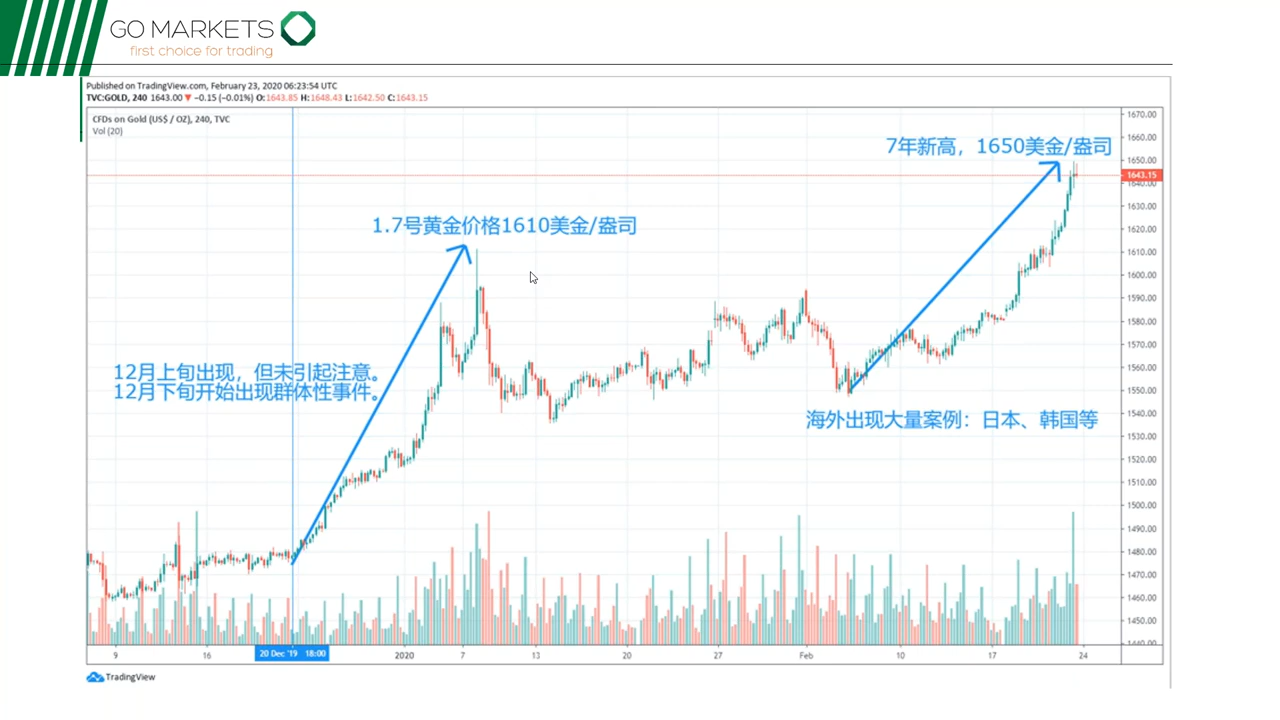 GO MARKETS
first choice for trading
Published on TradingView.com, February 23, 2020 06:23:54 UTC
TVC:GOLD, 240 1643.00 ▼ −0.15 (−0.01%) O:1643.85 H:1648.43 L:1642.50 C:1643.15
CFDs on Gold (US$ / OZ), 240, TVC
Vol (20)
7年新高，1650美金/盎司
1.7号黄金价格1610美金/盎司
12月上旬出现，但未引起注意。
12月下旬开始出现群体性事件。
海外出现大量案例：日本、韩国等
1670.00
1660.00
1650.00
1643.15
1640.00
1630.00
1620.00
1610.00
1600.00
1590.00
1580.00
1570.00
1560.00
1550.00
1540.00
1530.00
1520.00
1510.00
1500.00
1490.00
1480.00
1470.00
1460.00
1450.00
1440.00
9 16 20 Dec '19 18:00 2020 7 13 20 27 Feb 10 17 24
TradingView